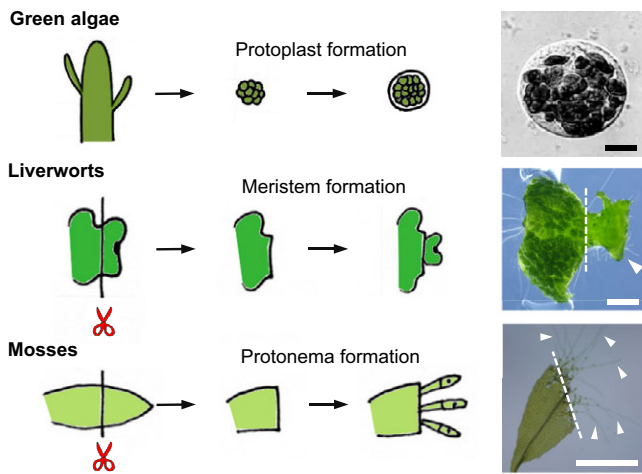 Green algae
Protoplast formation
Liverworts
Meristem formation
Mosses
Protonema formation